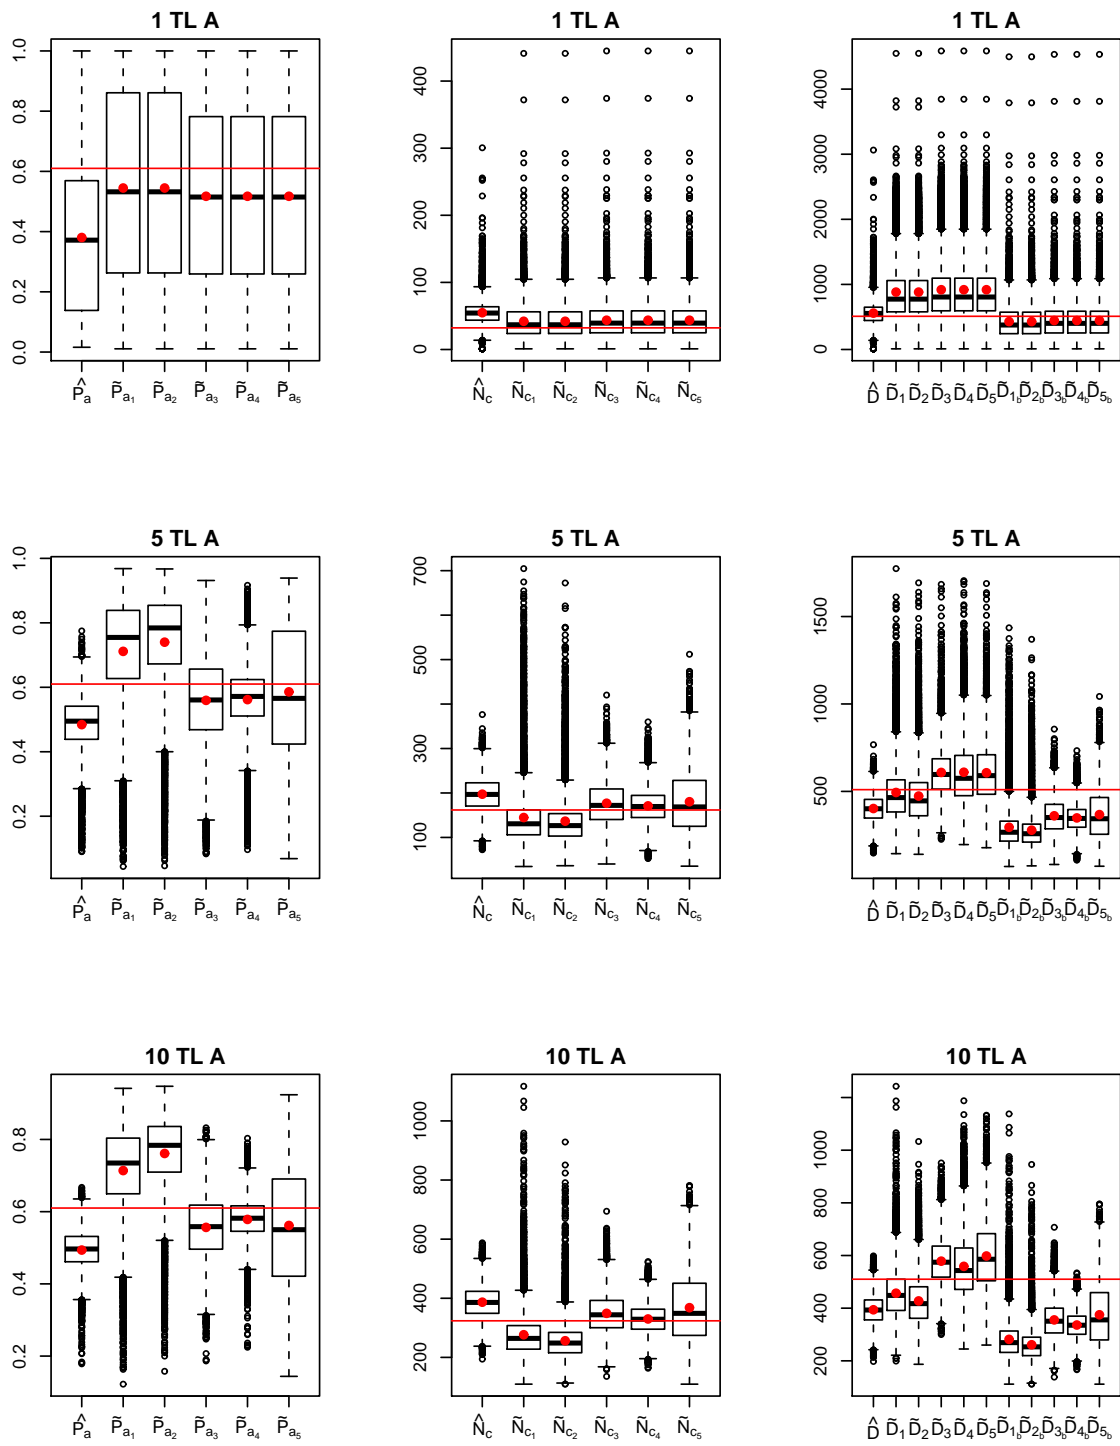 1 TL A
1 TL A
1 TL A
1.0
0.8
0.6
0.4
0.2
0.0
400
300
200
100
0
4000
3000
2000
1000
0
P̂a P̃a1 P̃a2 P̃a3 P̃a4 P̃a5
N̂c Ñc1 Ñc2 Ñc3 Ñc4 Ñc5
D̂ D̃1 D̃2 D̃3 D̃4 D̃5 D̃1b D̃2b D̃3b D̃4b D̃5b
5 TL A
5 TL A
5 TL A
1.0
0.8
0.6
0.4
0.2
700
500
300
100
1500
1000
500
P̂a P̃a1 P̃a2 P̃a3 P̃a4 P̃a5
N̂c Ñc1 Ñc2 Ñc3 Ñc4 Ñc5
D̂ D̃1 D̃2 D̃3 D̃4 D̃5 D̃1b D̃2b D̃3b D̃4b D̃5b
10 TL A
10 TL A
10 TL A
0.8
0.6
0.4
0.2
1000
800
600
400
200
1000
800
600
400
200
P̂a P̃a1 P̃a2 P̃a3 P̃a4 P̃a5
N̂c Ñc1 Ñc2 Ñc3 Ñc4 Ñc5
D̂ D̃1 D̃2 D̃3 D̃4 D̃5 D̃1b D̃2b D̃3b D̃4b D̃5b